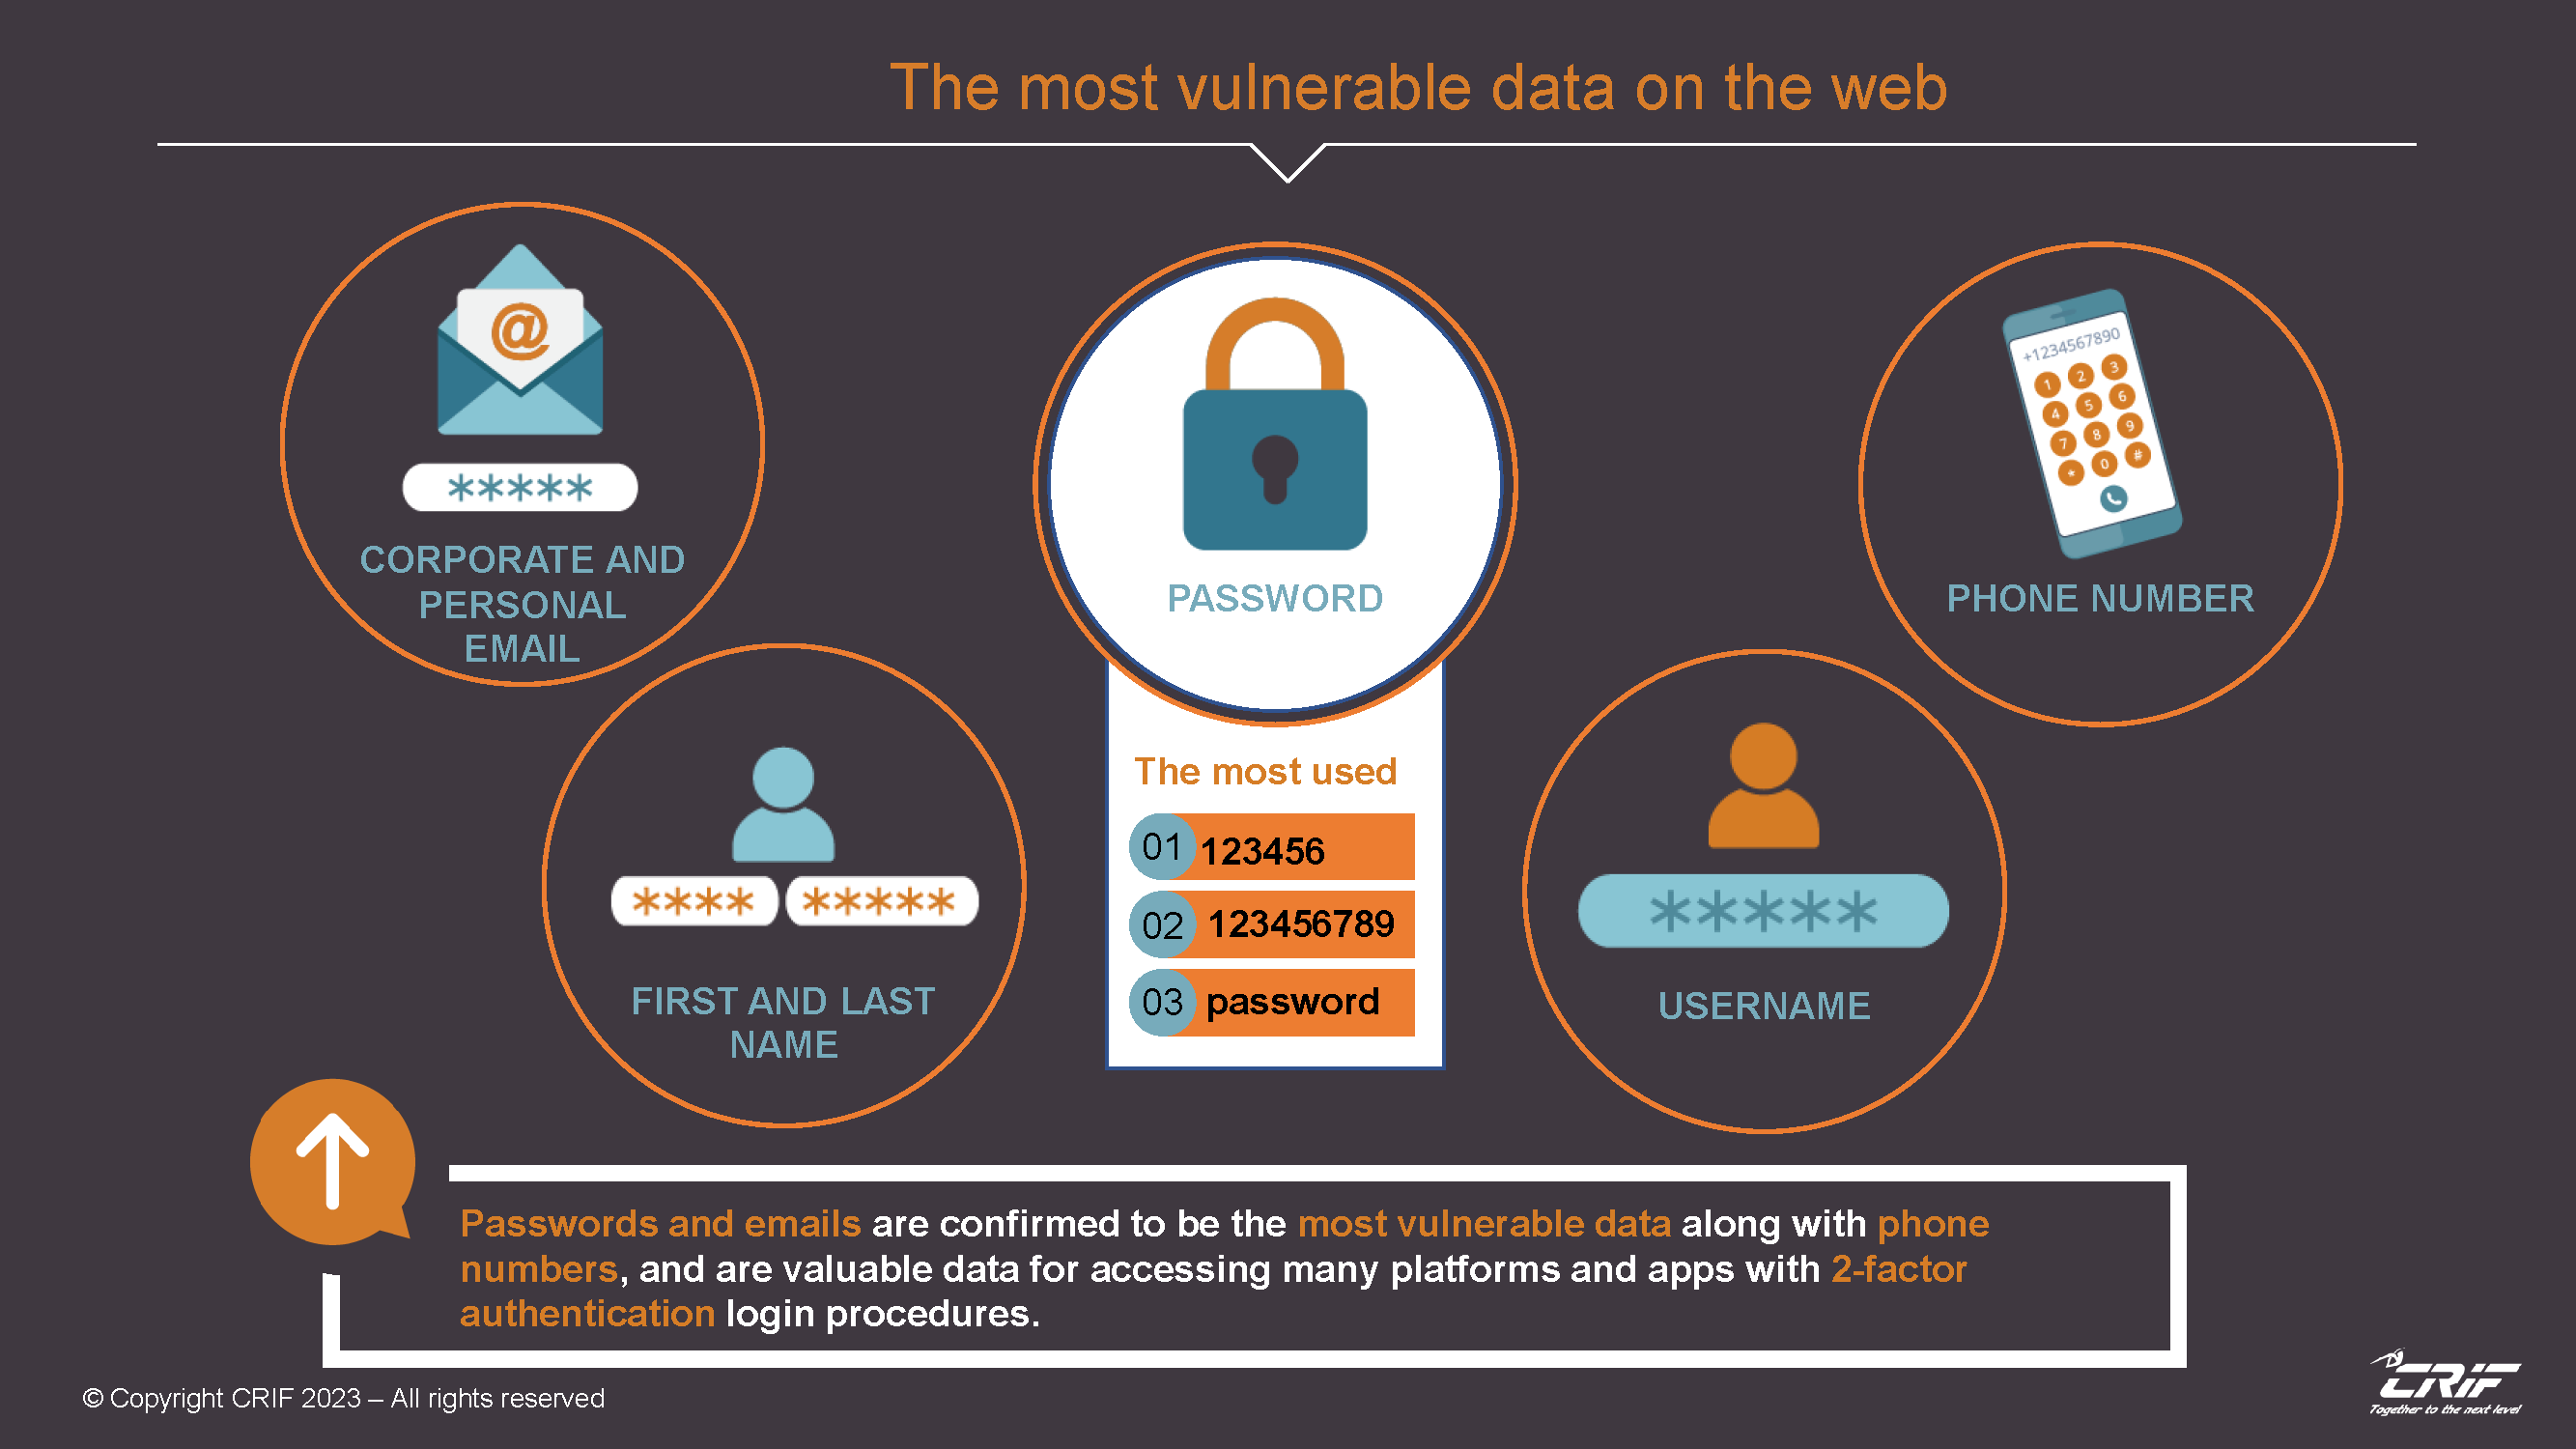 The most vulnerable data on the web
@
*****
CORPORATE AND
PERSONAL
EMAIL
PASSWORD
+1234567890
1 2 3
4 5 6
7 8 9
* 0 #
PHONE NUMBER
**** *****
FIRST AND LAST
NAME
The most used
01 123456
02 123456789
03 password
*****
USERNAME
Passwords and emails are confirmed to be the most vulnerable data along with phone
numbers, and are valuable data for accessing many platforms and apps with 2-factor
authentication login procedures.
© Copyright CRIF 2023 – All rights reserved
CRIF
Together to the next level